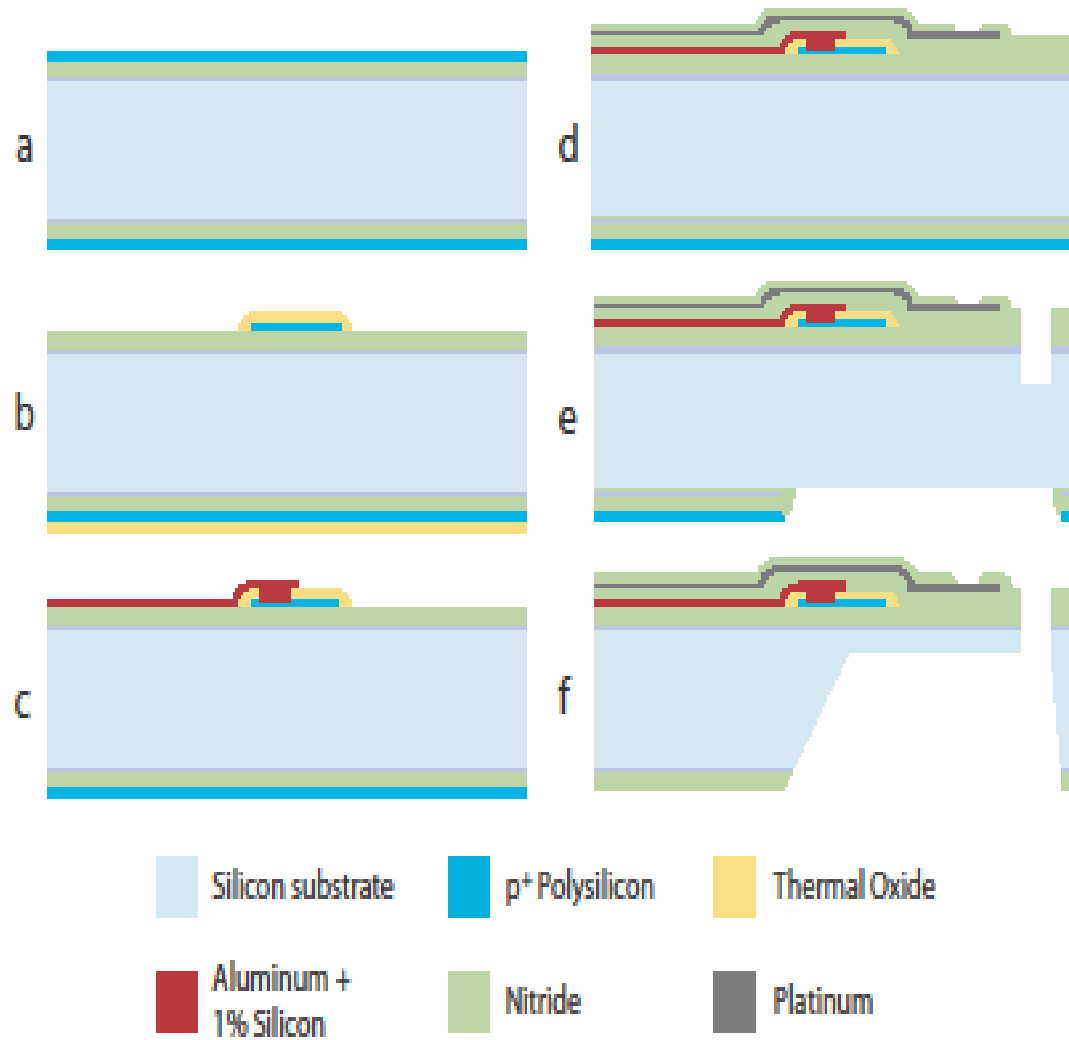 a
d
b
e
c
f
Silicon substrate
p⁺ Polysilicon
Thermal Oxide
Aluminum +
1% Silicon
Nitride
Platinum